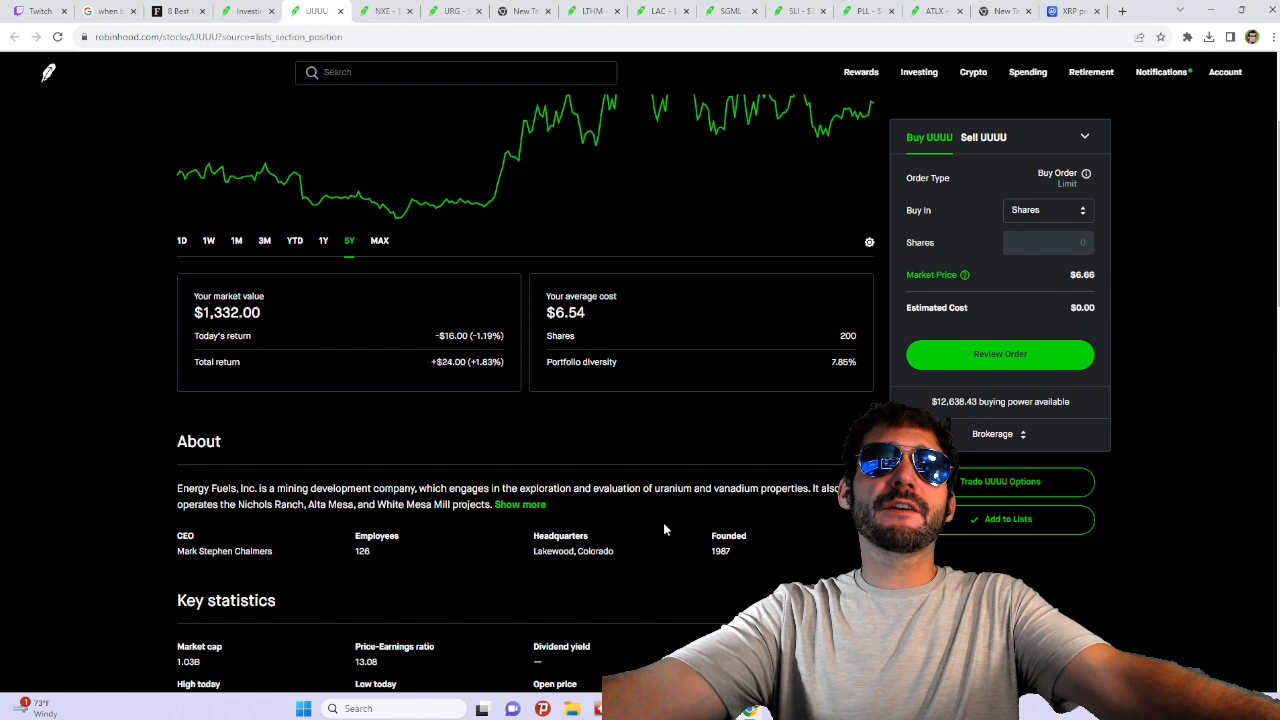 Twitch
when is
8 Best
Investi
UUUU
NXE - $
URG - $
New Ta
LTHM -
LAC - $
SGML
SLI - $3
PLL - $
ATLX -
New Ta
XRP pr
robinhood.com/stocks/UUUU?source=lists_section_position
Search
Rewards
Investing
Crypto
Spending
Retirement
Notifications
Account
Buy UUUU Sell UUUU
Order Type
Buy Order
Limit
Buy In
Shares
Shares
0
Market Price
$6.66
Estimated Cost
$0.00
Review Order
$12,638.43 buying power available
Brokerage
Trade UUUU Options
Add to Lists
1D 1W 1M 3M YTD 1Y 5Y MAX
Your market value
$1,332.00
Today's return
-$16.00 (-1.19%)
Total return
+$24.00 (+1.83%)
Your average cost
$6.54
Shares
200
Portfolio diversity
7.85%
About
Energy Fuels, Inc. is a mining development company, which engages in the exploration and evaluation of uranium and vanadium properties. It also
operates the Nichols Ranch, Alta Mesa, and White Mesa Mill projects. Show more
CEO
Mark Stephen Chalmers
Employees
126
Headquarters
Lakewood, Colorado
Founded
1987
Key statistics
Market cap
1.03B
Price-Earnings ratio
13.08
Dividend yield
—
High today
Low today
Open price
1
73°F
Windy
Search